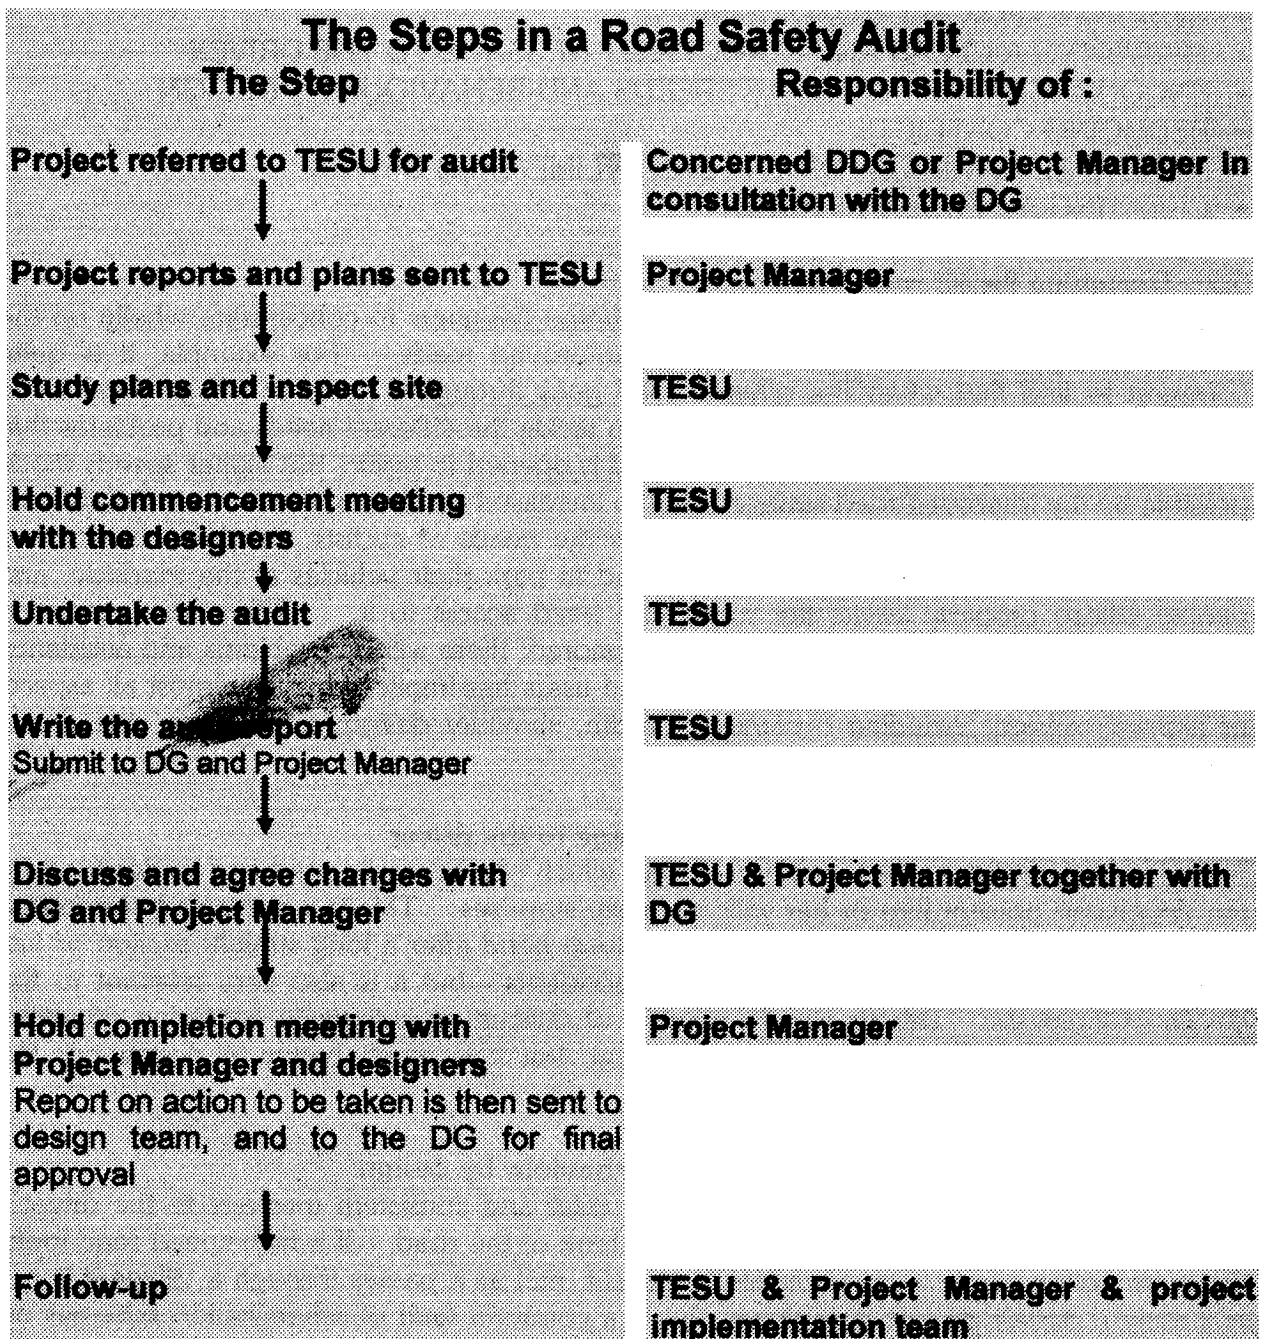 The Steps in a Road Safety Audit
The Step
Responsibility of :
Project referred to TESU for audit
Concerned DDG or Project Manager in
consultation with the DG
Project reports and plans sent to TESU
Project Manager
Study plans and inspect site
TESU
Hold commencement meeting
with the designers
TESU
Undertake the audit
TESU
Write the report
TESU
Submit to DG and Project Manager
Discuss and agree changes with
DG and Project Manager
TESU & Project Manager together with
DG
Hold completion meeting with
Project Manager and designers
Project Manager
Report on action to be taken is then sent to
design team, and to the DG for final
approval
Follow-up
TESU & Project Manager & project
implementation team